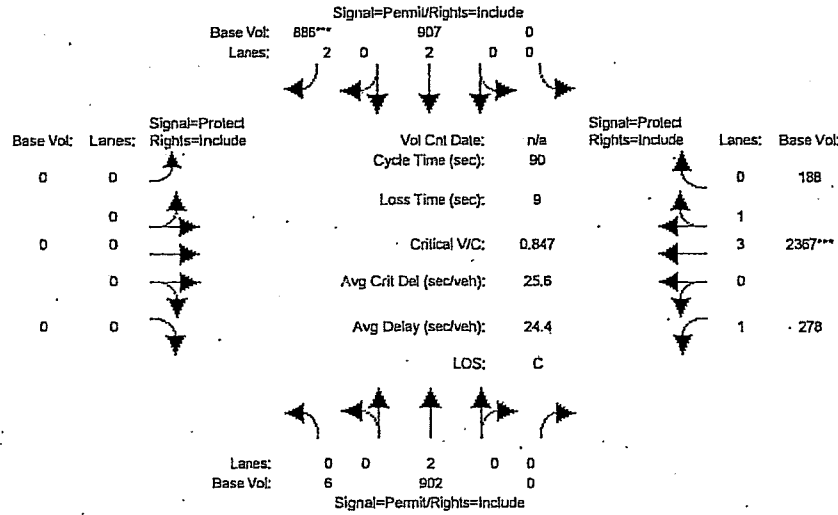 Signal=Permit/Rights=Include
Base Vol: 886*** 907 0
Lanes: 2 0 2 0 0
Signal=Protect
Base Vol: Lanes: Rights=Include
Vol Cnt Date: n/a
Signal=Protect
Rights=Include Lanes: Base Vol:
Cycle Time (sec): 90
0 0
0 188
Loss Time (sec): 9
0
1
0 0
Critical V/C: 0.847
3 2367***
0
Avg Crit Del (sec/veh): 25.6
0
0 0
Avg Delay (sec/veh): 24.4
1 278
LOS: C
Lanes: 0 0 2 0 0
Base Vol: 6 902 0
Signal=Permit/Rights=Include